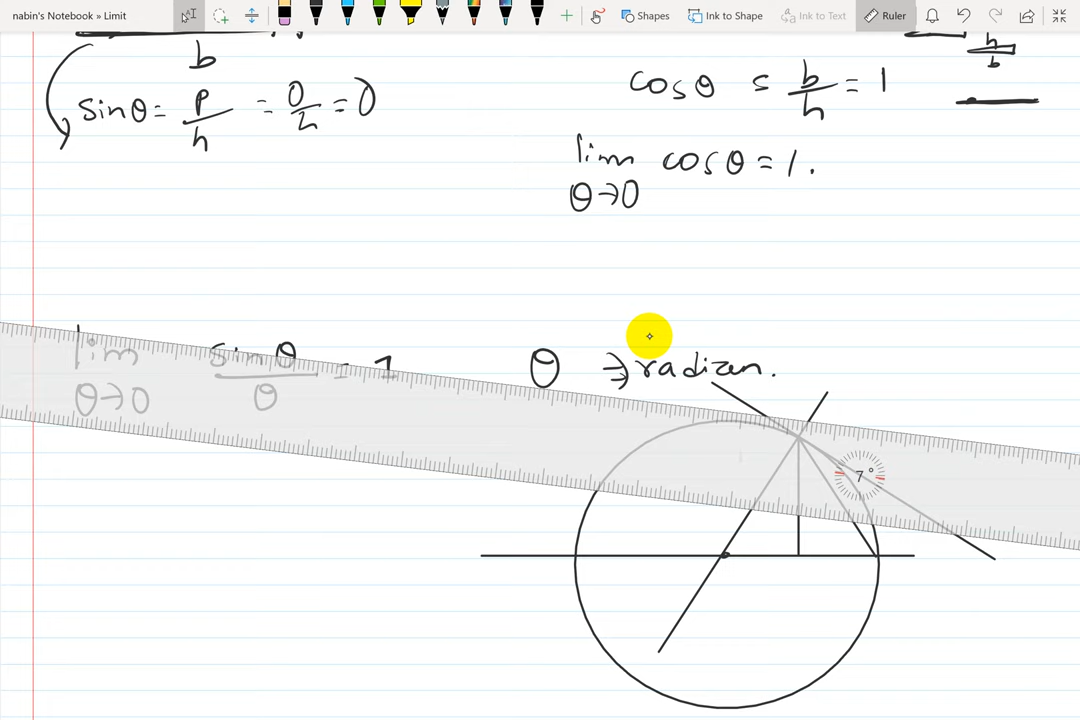 nabin's Notebook » Limit
Shapes
Ink to Shape
Ink to Text
Ruler
b
sinθ = p/h = 0/h = 0
h/b
cosθ = b/h = 1
lim θ→0 cosθ = 1.
lim θ→0 sinθ/θ = 1
θ ⇒ radian.
7°